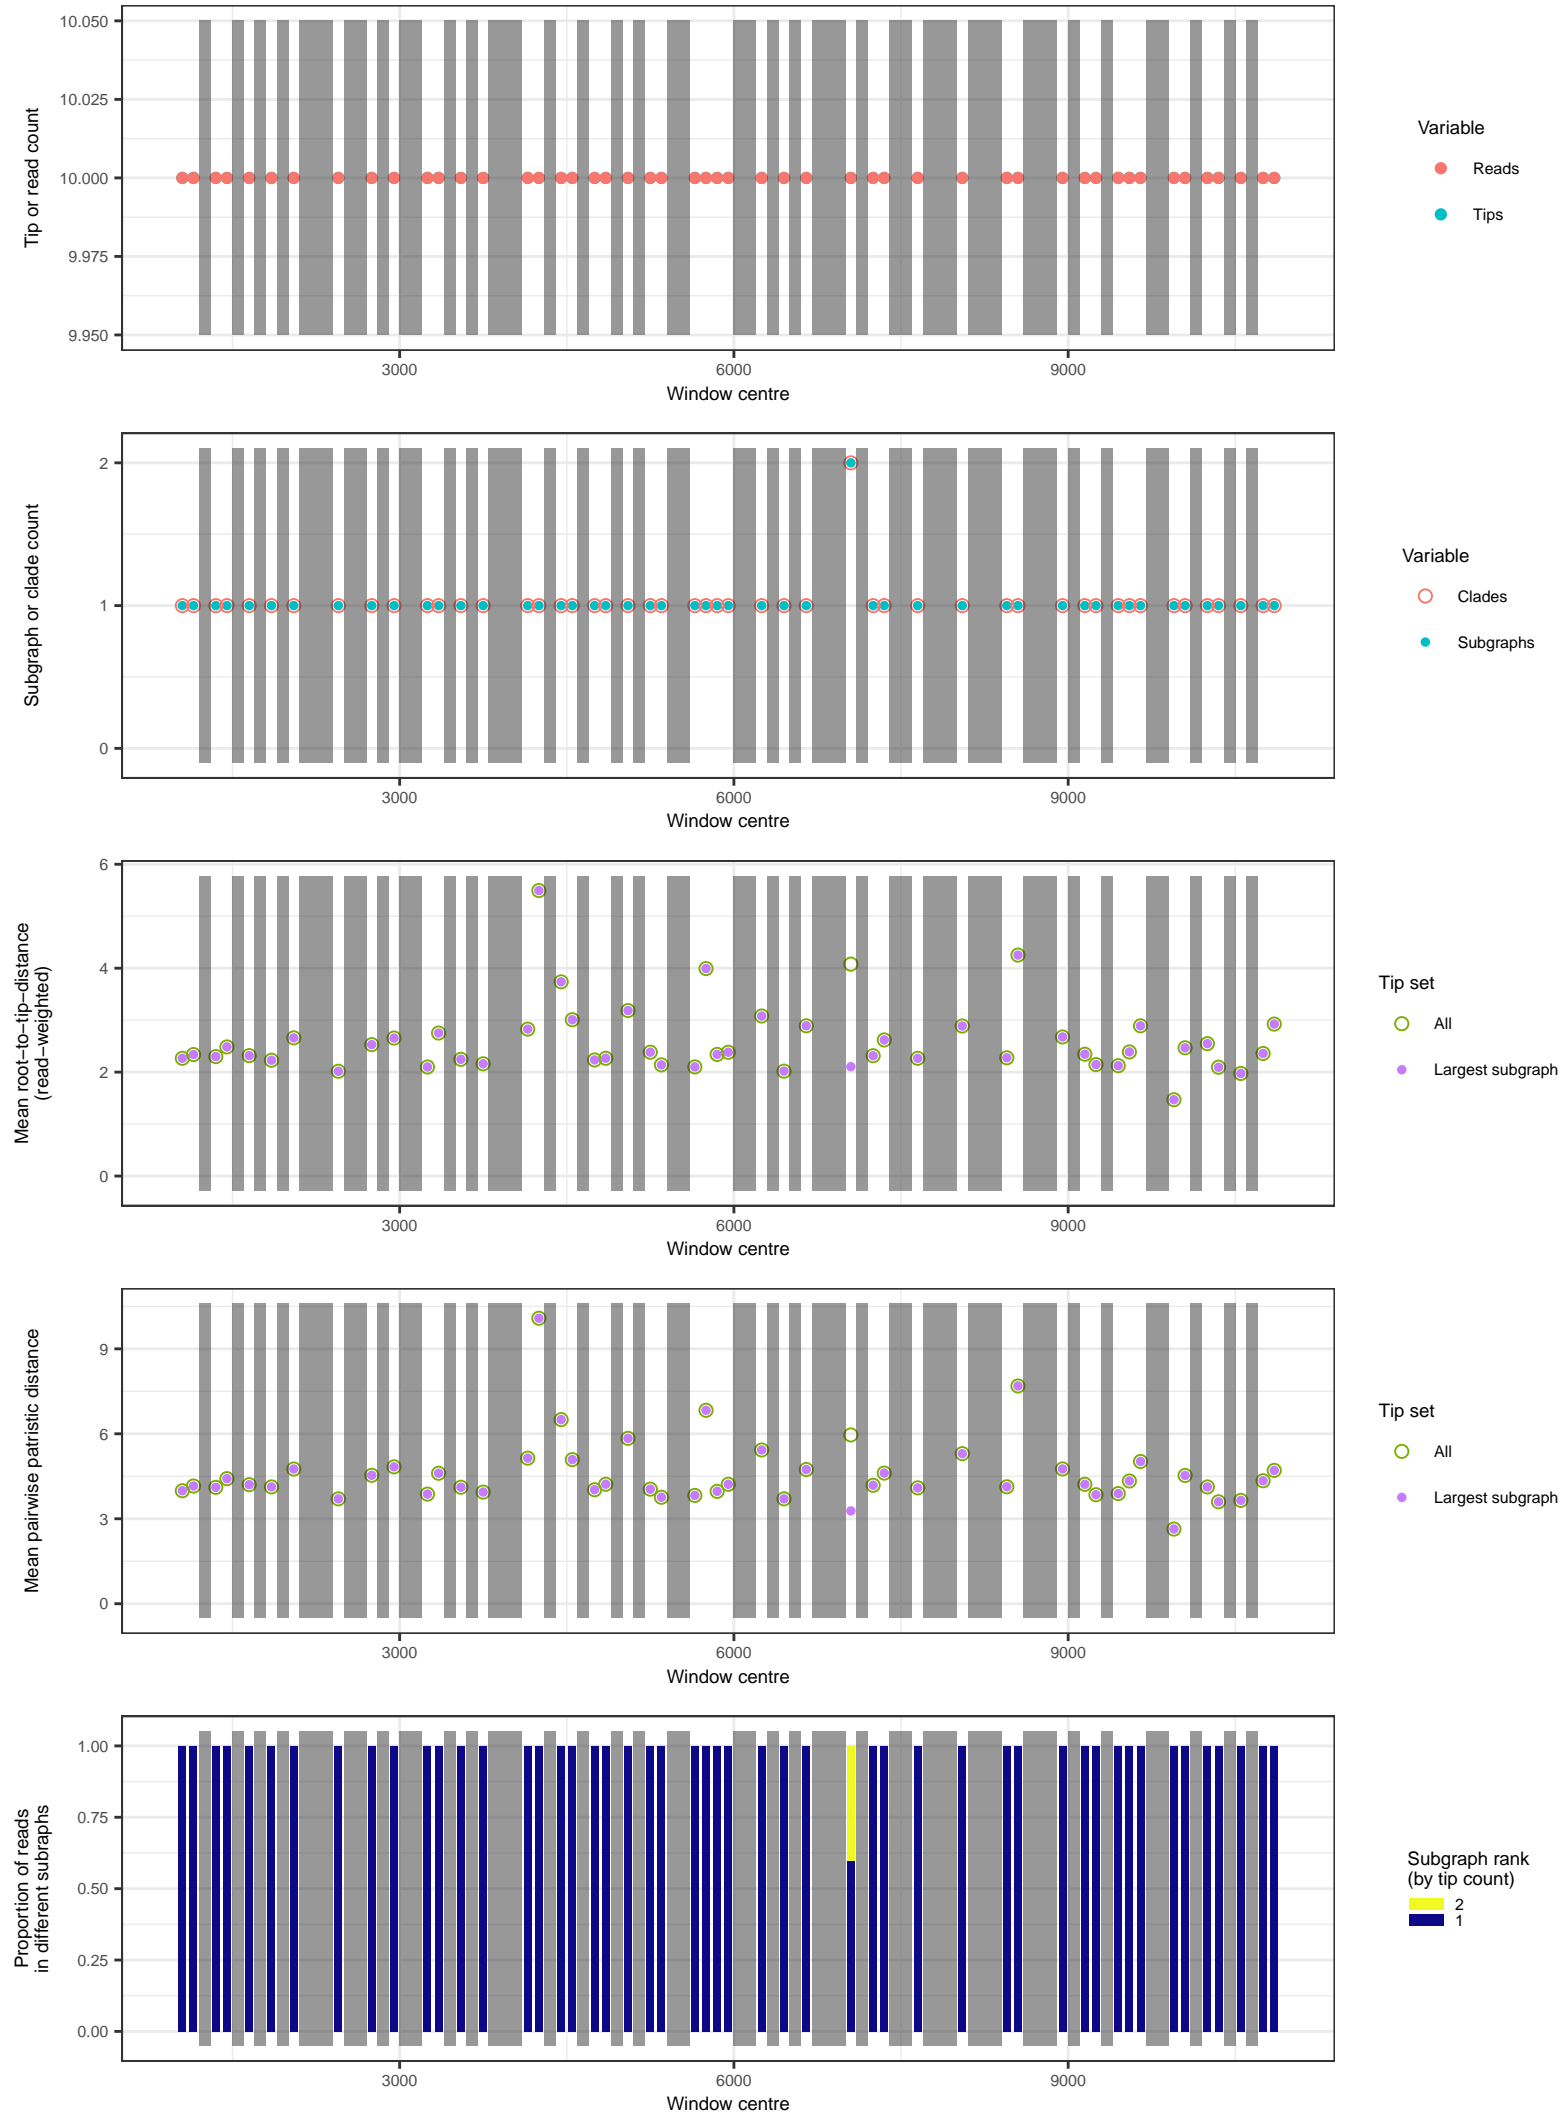 10.050
10.025
10.000
9.975
9.950
Tip or read count
3000
6000
9000
Window centre
Variable
Reads
Tips
2
1
0
Subgraph or clade count
3000
6000
9000
Window centre
Variable
Clades
Subgraphs
6
4
2
0
Mean root−to−tip−distance
(read−weighted)
3000
6000
9000
Window centre
Tip set
All
Largest subgraph
9
6
3
0
Mean pairwise patristic distance
3000
6000
9000
Window centre
Tip set
All
Largest subgraph
1.00
0.75
0.50
0.25
0.00
Proportion of reads
in different subraphs
3000
6000
9000
Window centre
Subgraph rank
(by tip count)
2
1